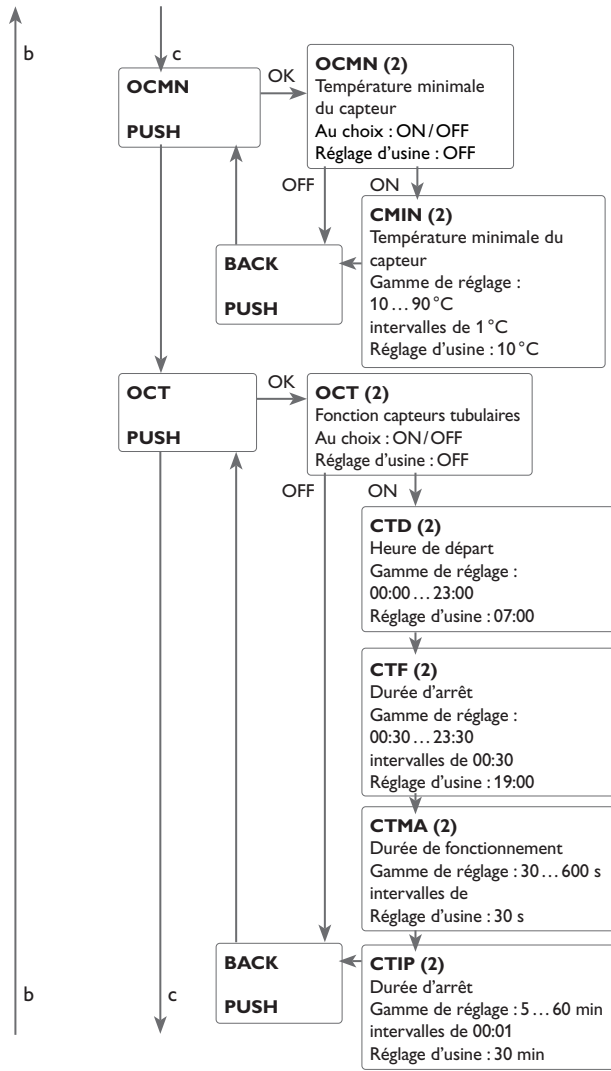 b
c
OCMN
PUSH
OK
OCMN (2)
Température minimale
du capteur
Au choix : ON/OFF
Réglage d'usine : OFF
OFF
ON
CMIN (2)
Température minimale du
capteur
Gamme de réglage :
10 … 90 °C
intervalles de 1 °C
Réglage d'usine : 10 °C
BACK
PUSH
OCT
PUSH
OK
OCT (2)
Fonction capteurs tubulaires
Au choix : ON/OFF
Réglage d'usine : OFF
OFF
ON
CTD (2)
Heure de départ
Gamme de réglage :
00:00 … 23:00
Réglage d'usine : 07:00
CTF (2)
Durée d'arrêt
Gamme de réglage :
00:30 … 23:30
intervalles de 00:30
Réglage d'usine : 19:00
CTMA (2)
Durée de fonctionnement
Gamme de réglage : 30 … 600 s
intervalles de
Réglage d'usine : 30 s
BACK
PUSH
CTIP (2)
Durée d'arrêt
Gamme de réglage : 5 … 60 min
intervalles de 00:01
Réglage d'usine : 30 min
b
c